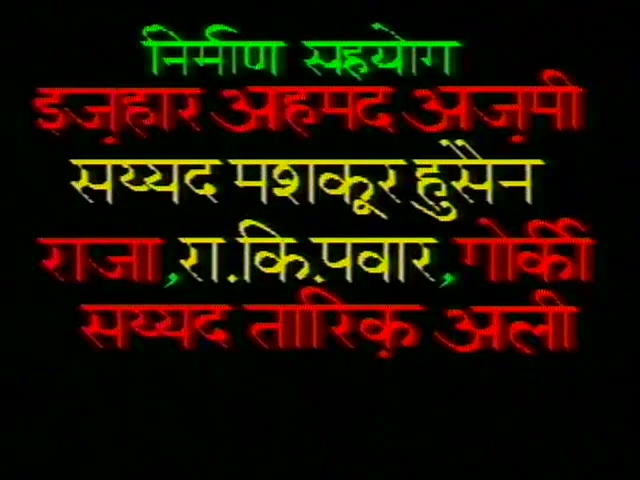 निर्माण सहयोग
इज़हार अहमद अज़मी
सय्यद मशकूर हुसैन
राजा,रा.कि.पवार,गोर्की
सय्यद तारिक़ अली